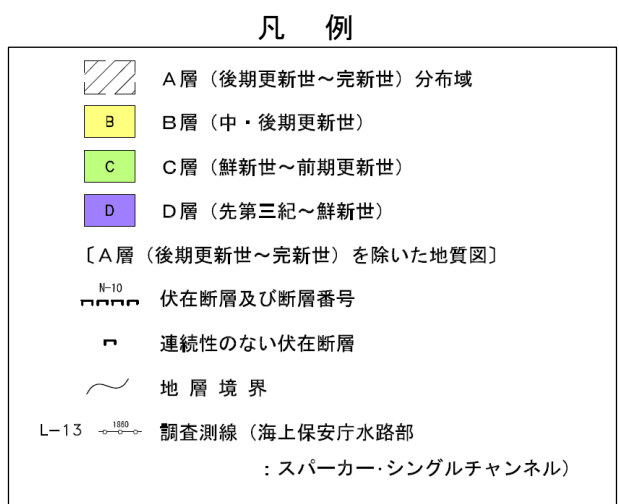 凡 例
A層（後期更新世～完新世）分布域
B B層（中・後期更新世）
C C層（鮮新世～前期更新世）
D D層（先第三紀～鮮新世）
〔A層（後期更新世～完新世）を除いた地質図〕
N-10 伏在断層及び断層番号
連続性のない伏在断層
地 層 境 界
L-13 1860 調査測線（海上保安庁水路部
：スパーカー・シングルチャンネル）